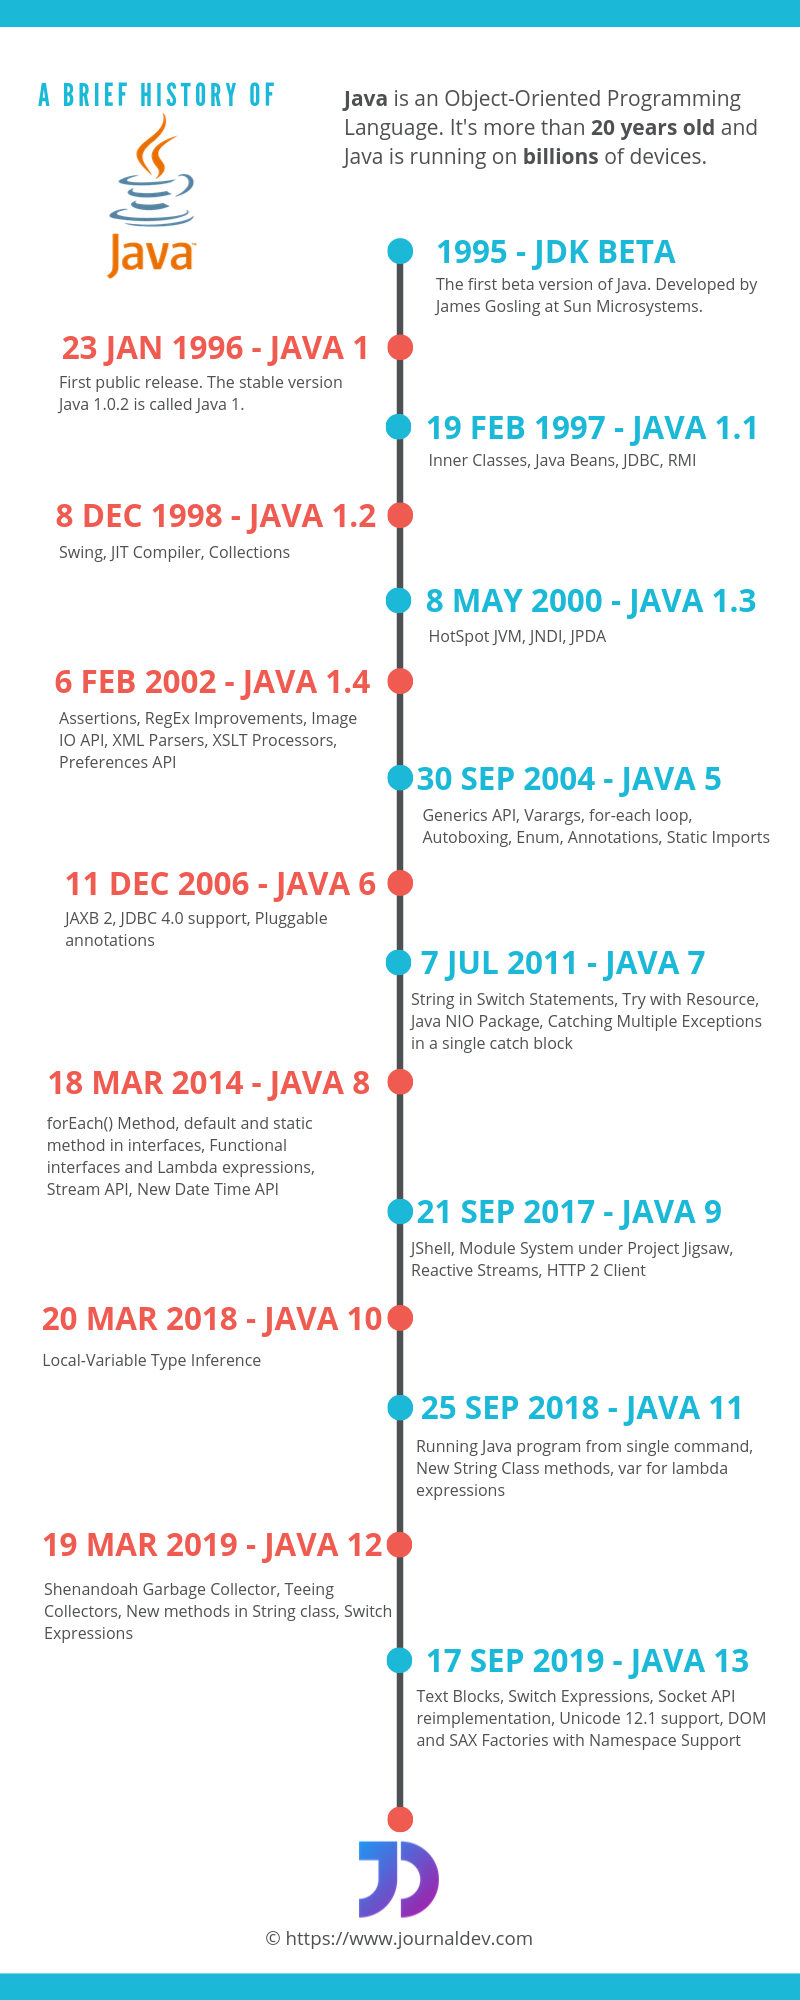 A BRIEF HISTORY OF
Java™
Java is an Object-Oriented Programming
Language. It's more than 20 years old and
Java is running on billions of devices.
1995 - JDK BETA
The first beta version of Java. Developed by
James Gosling at Sun Microsystems.
23 JAN 1996 - JAVA 1
First public release. The stable version
Java 1.0.2 is called Java 1.
19 FEB 1997 - JAVA 1.1
Inner Classes, Java Beans, JDBC, RMI
8 DEC 1998 - JAVA 1.2
Swing, JIT Compiler, Collections
8 MAY 2000 - JAVA 1.3
HotSpot JVM, JNDI, JPDA
6 FEB 2002 - JAVA 1.4
Assertions, RegEx Improvements, Image
IO API, XML Parsers, XSLT Processors,
Preferences API
30 SEP 2004 - JAVA 5
Generics API, Varargs, for-each loop,
Autoboxing, Enum, Annotations, Static Imports
11 DEC 2006 - JAVA 6
JAXB 2, JDBC 4.0 support, Pluggable
annotations
7 JUL 2011 - JAVA 7
String in Switch Statements, Try with Resource,
Java NIO Package, Catching Multiple Exceptions
in a single catch block
18 MAR 2014 - JAVA 8
forEach() Method, default and static
method in interfaces, Functional
interfaces and Lambda expressions,
Stream API, New Date Time API
21 SEP 2017 - JAVA 9
JShell, Module System under Project Jigsaw,
Reactive Streams, HTTP 2 Client
20 MAR 2018 - JAVA 10
Local-Variable Type Inference
25 SEP 2018 - JAVA 11
Running Java program from single command,
New String Class methods, var for lambda
expressions
19 MAR 2019 - JAVA 12
Shenandoah Garbage Collector, Teeing
Collectors, New methods in String class, Switch
Expressions
17 SEP 2019 - JAVA 13
Text Blocks, Switch Expressions, Socket API
reimplementation, Unicode 12.1 support, DOM
and SAX Factories with Namespace Support
JD
© https://www.journaldev.com